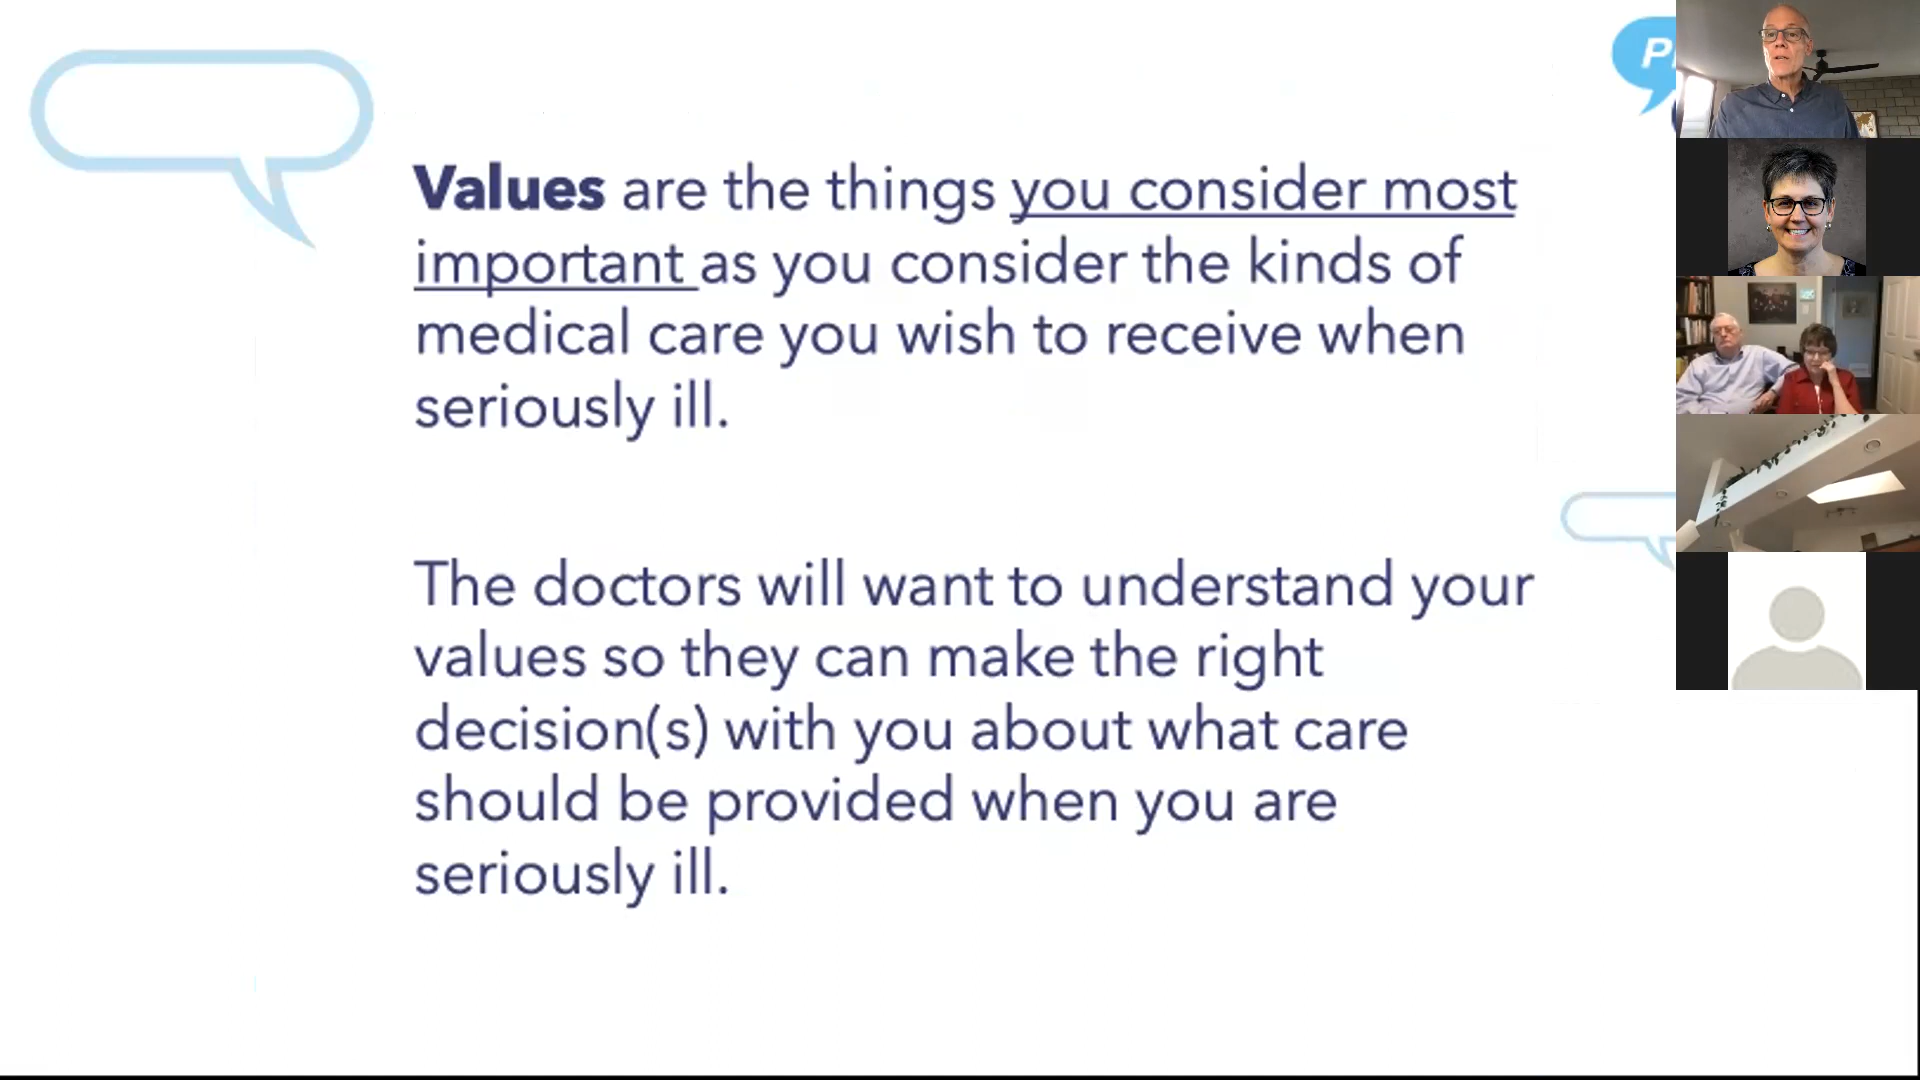 Values are the things you consider most
important as you consider the kinds of
medical care you wish to receive when
seriously ill.
The doctors will want to understand your
values so they can make the right
decision(s) with you about what care
should be provided when you are
seriously ill.